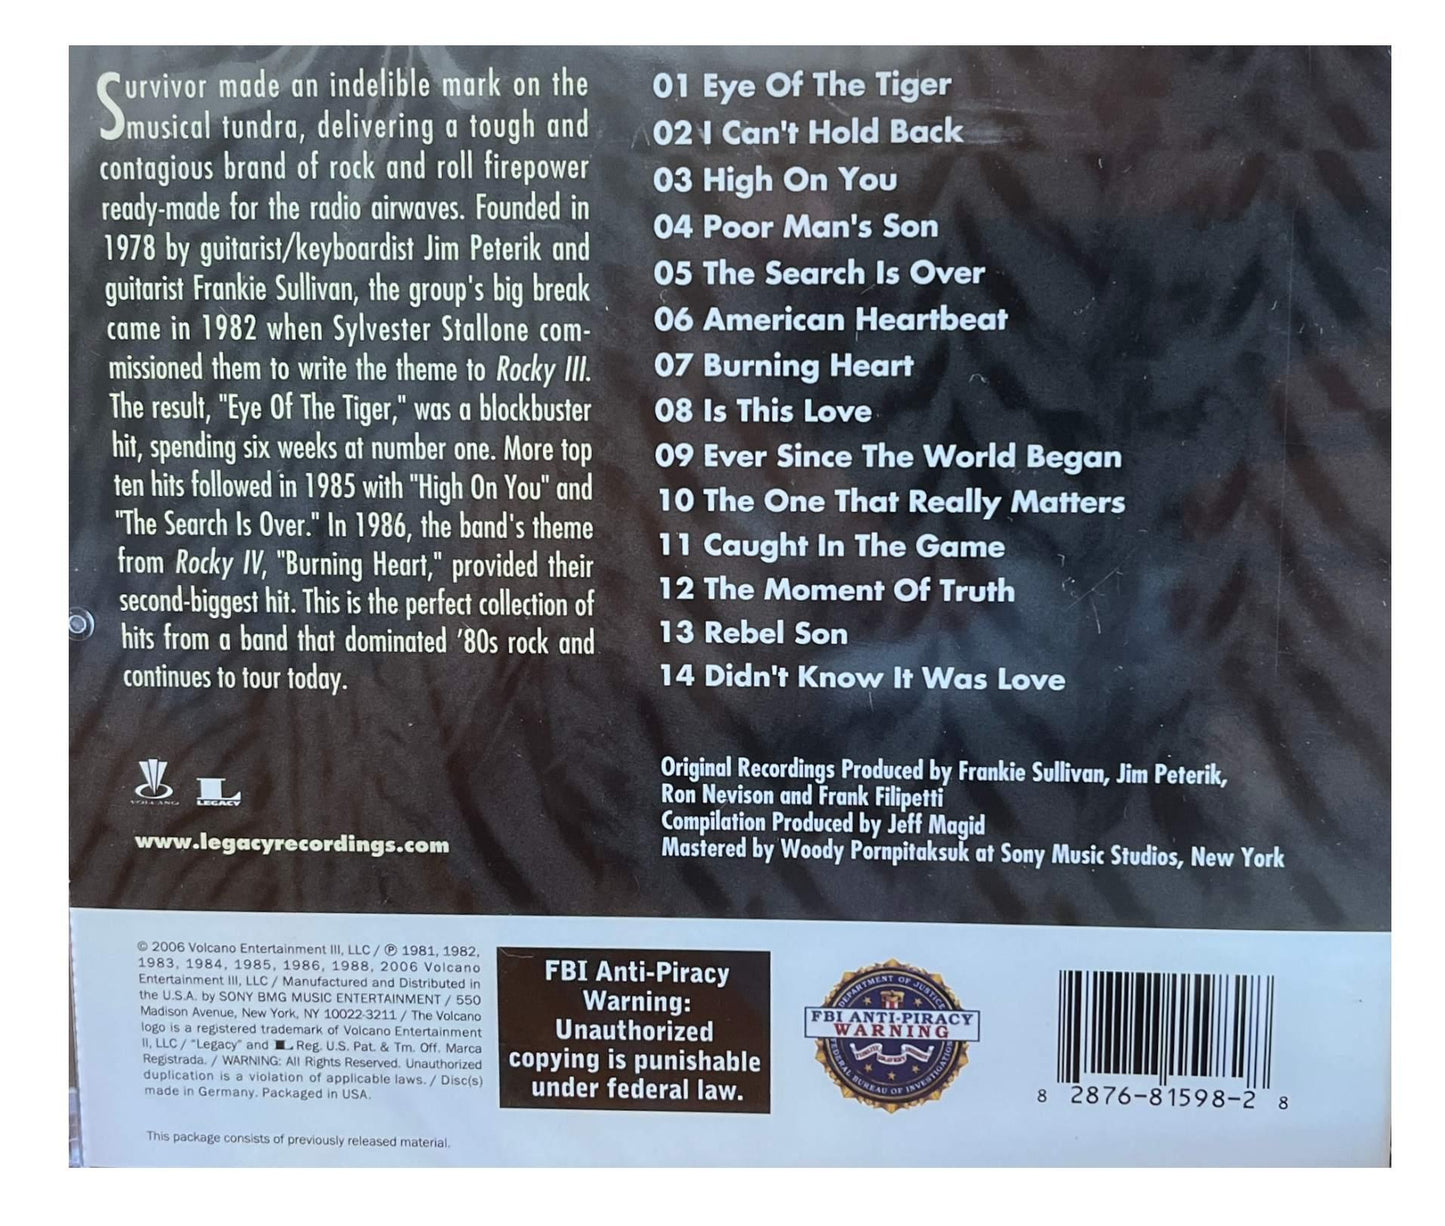 Survivor made an indelible mark on the
musical tundra, delivering a tough and
contagious brand of rock and roll firepower
ready-made for the radio airwaves. Founded in
1978 by guitarist/keyboardist Jim Peterik and
guitarist Frankie Sullivan, the group's big break
came in 1982 when Sylvester Stallone com-
missioned them to write the theme to Rocky III.
The result, "Eye Of The Tiger," was a blockbuster
hit, spending six weeks at number one. More top
ten hits followed in 1985 with "High On You" and
"The Search Is Over." In 1986, the band's theme
from Rocky IV, "Burning Heart," provided their
second-biggest hit. This is the perfect collection of
hits from a band that dominated '80s rock and
continues to tour today.
VOLCANO
LEGACY
www.legacyrecordings.com
01 Eye Of The Tiger
02 I Can't Hold Back
03 High On You
04 Poor Man's Son
05 The Search Is Over
06 American Heartbeat
07 Burning Heart
08 Is This Love
09 Ever Since The World Began
10 The One That Really Matters
11 Caught In The Game
12 The Moment Of Truth
13 Rebel Son
14 Didn't Know It Was Love
Original Recordings Produced by Frankie Sullivan, Jim Peterik,
Ron Nevison and Frank Filipetti
Compilation Produced by Jeff Magid
Mastered by Woody Pornpitaksuk at Sony Music Studios, New York
© 2006 Volcano Entertainment III, LLC / ℗ 1981, 1982,
1983, 1984, 1985, 1986, 1988, 2006 Volcano
Entertainment III, LLC / Manufactured and Distributed in
the U.S.A. by SONY BMG MUSIC ENTERTAINMENT / 550
Madison Avenue, New York, NY 10022-3211 / The Volcano
logo is a registered trademark of Volcano Entertainment
II, LLC / "Legacy" and L Reg. U.S. Pat. & Tm. Off. Marca
Registrada. / WARNING: All Rights Reserved. Unauthorized
duplication is a violation of applicable laws. / Disc(s)
made in Germany. Packaged in USA.
This package consists of previously released material.
FBI Anti-Piracy
Warning:
Unauthorized
copying is punishable
under federal law.
DEPARTMENT OF JUSTICE
FBI ANTI-PIRACY
WARNING
FIDELITY BRAVERY INTEGRITY
FEDERAL BUREAU OF INVESTIGATION
8 2876-81598-2 8